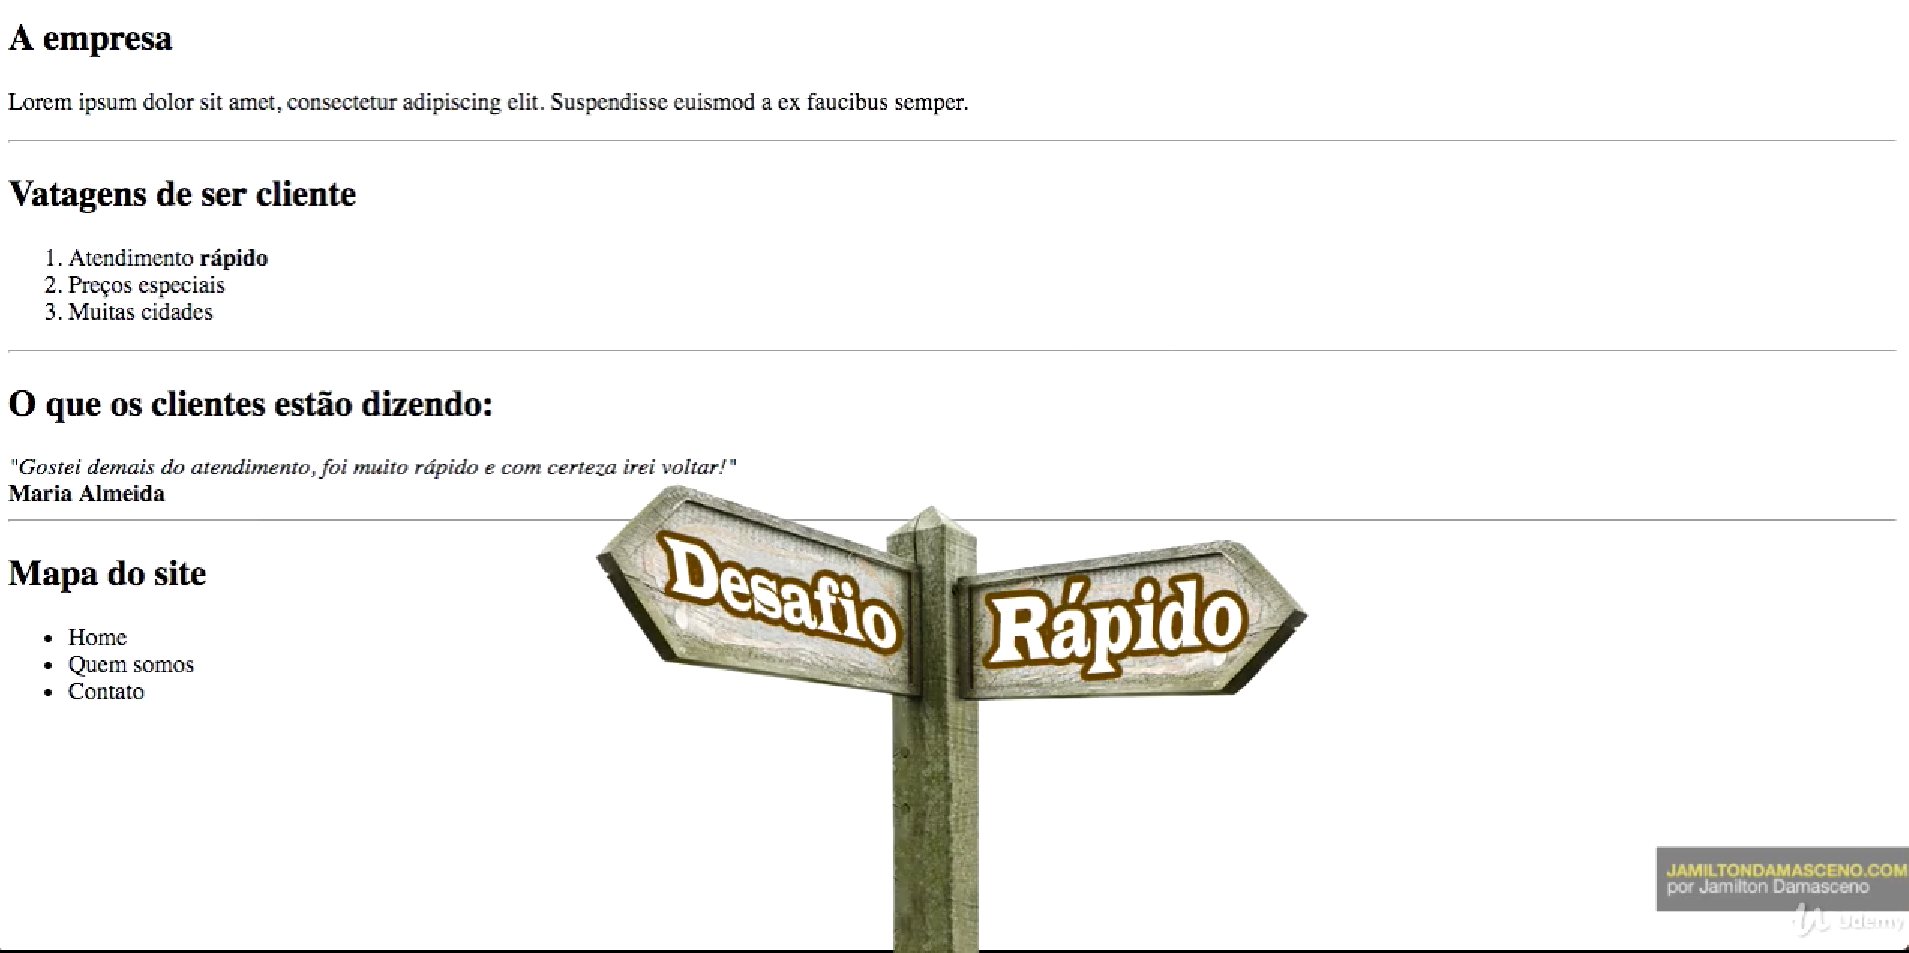 A empresa
Lorem ipsum dolor sit amet, consectetur adipiscing elit. Suspendisse euismod a ex faucibus semper.
Vatagens de ser cliente
1. Atendimento rápido
2. Preços especiais
3. Muitas cidades
O que os clientes estão dizendo:
"Gostei demais do atendimento, foi muito rápido e com certeza irei voltar!"
Maria Almeida
Mapa do site
• Home
• Quem somos
• Contato
Desafio
Rápido
JAMILTONDAMASCENO.COM
por Jamilton Damasceno
Udemy